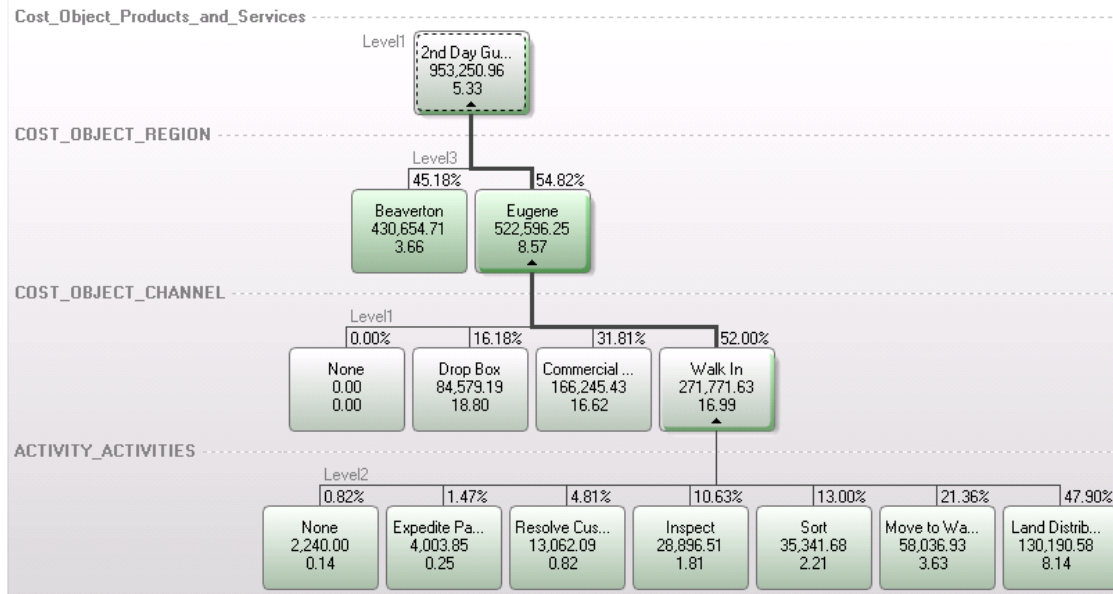 Cost_Object_Products_and_Services
Level1
2nd Day Gu...
953,250.96
5.33
COST_OBJECT_REGION
Level3
45.18%
54.82%
Beaverton
430,654.71
3.66
Eugene
522,596.25
8.57
COST_OBJECT_CHANNEL
Level1
0.00%
16.18%
31.81%
52.00%
None
0.00
0.00
Drop Box
84,579.19
18.80
Commercial ...
166,245.43
16.62
Walk In
271,771.63
16.99
ACTIVITY_ACTIVITIES
Level2
0.82%
1.47%
4.81%
10.63%
13.00%
21.36%
47.90%
None
2,240.00
0.14
Expedite Pa...
4,003.85
0.25
Resolve Cus...
13,062.09
0.82
Inspect
28,896.51
1.81
Sort
35,341.68
2.21
Move to Wa...
58,036.93
3.63
Land Distrib...
130,190.58
8.14